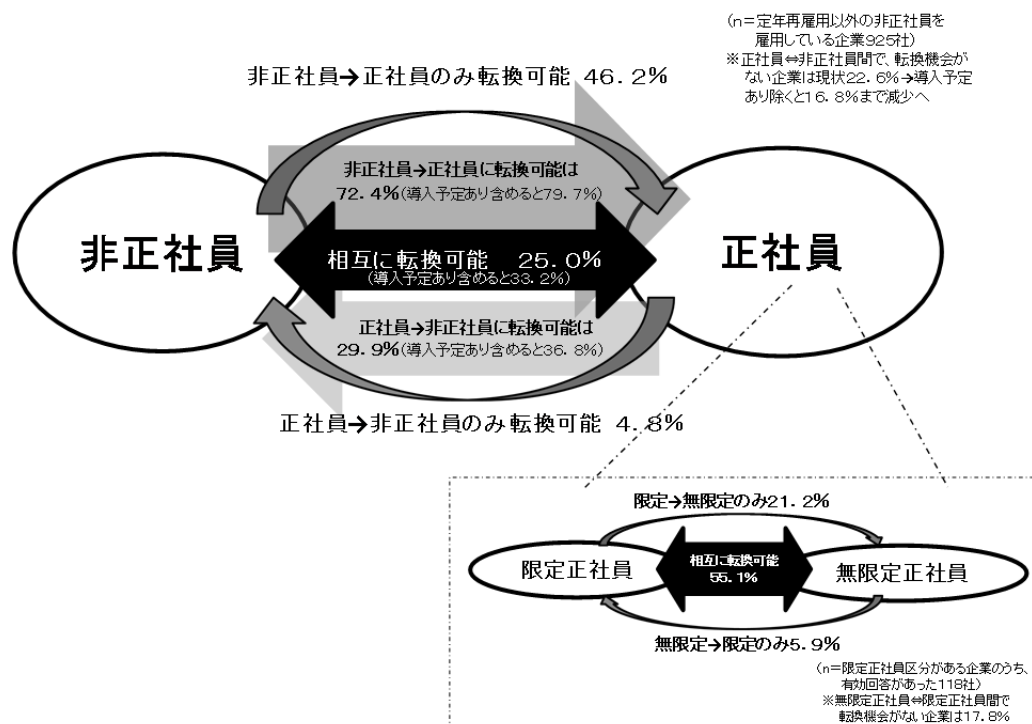 (n＝定年再雇用以外の非正社員を
雇用している企業925社)
※正社員⇔非正社員間で、転換機会が
ない企業は現状22.6%→導入予定
あり除くと16.8%まで減少へ
非正社員→正社員のみ転換可能 46.2%
非正社員→正社員に転換可能は
72.4%(導入予定あり含めると79.7%)
非正社員
相互に転換可能 25.0%
(導入予定あり含めると33.2%)
正社員
正社員→非正社員に転換可能は
29.9%(導入予定あり含めると36.8%)
正社員→非正社員のみ転換可能 4.8%
限定→無限定のみ21.2%
限定正社員
相互に転換可能
55.1%
無限定正社員
無限定→限定のみ5.9%
(n＝限定正社員区分がある企業のうち、
有効回答があった118社)
※無限定正社員⇔限定正社員間で
転換機会がない企業は17.8%